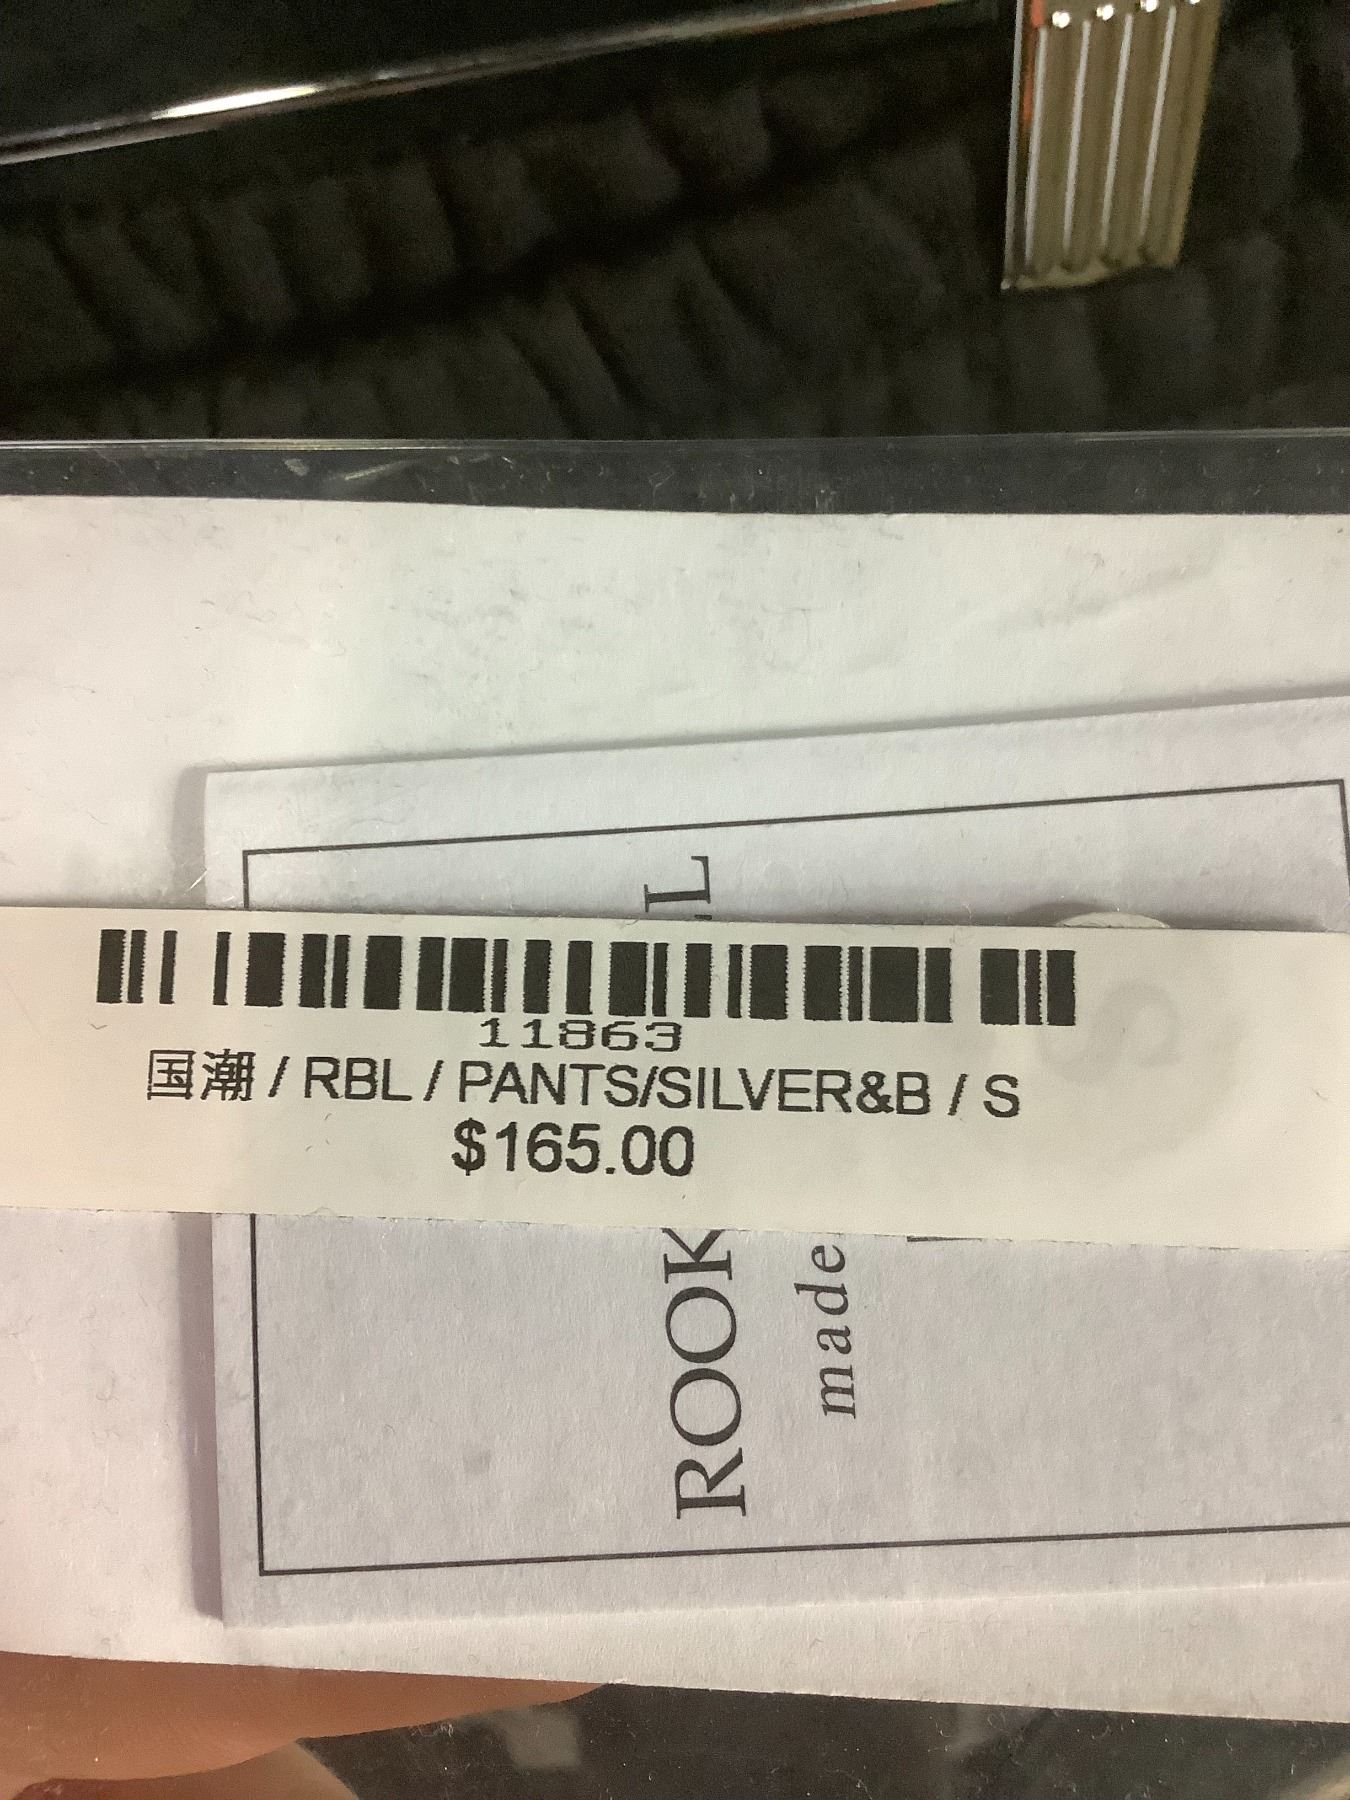 11863
国潮 / RBL / PANTS/SILVER&B / S
$165.00
ROOK
made